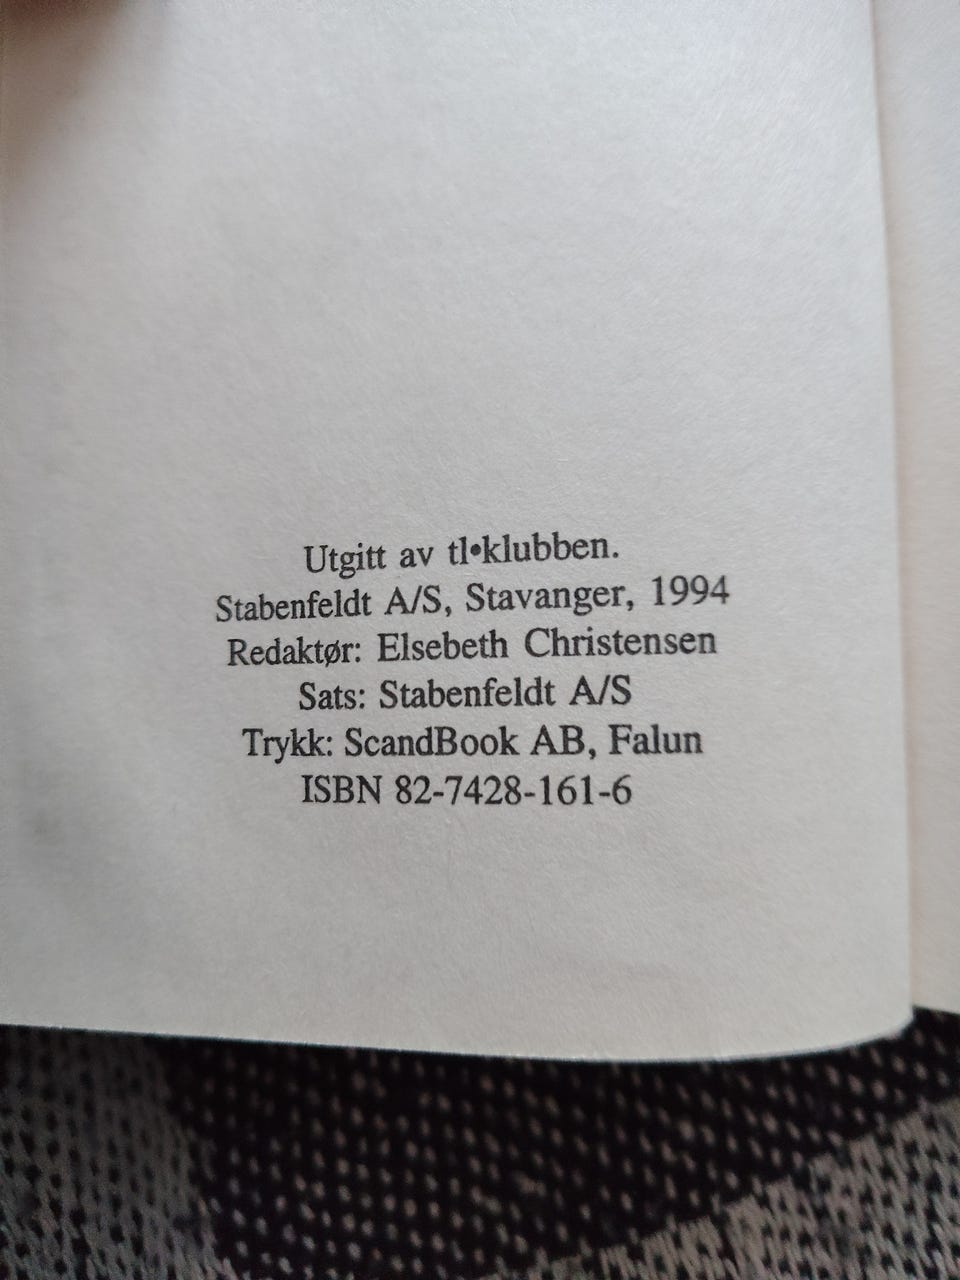 Utgitt av tl•klubben.
Stabenfeldt A/S, Stavanger, 1994
Redaktør: Elsebeth Christensen
Sats: Stabenfeldt A/S
Trykk: ScandBook AB, Falun
ISBN 82-7428-161-6